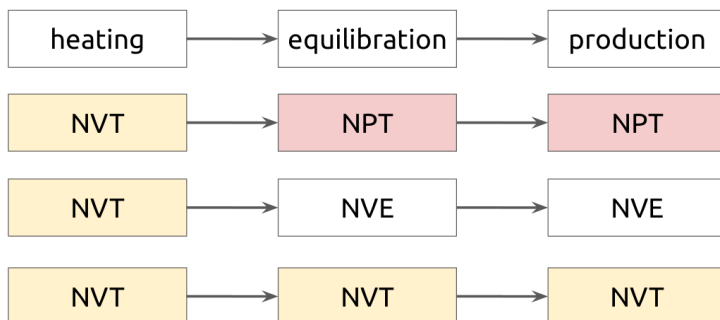 heating equilibration production
NVT NPT NPT
NVT NVE NVE
NVT NVT NVT